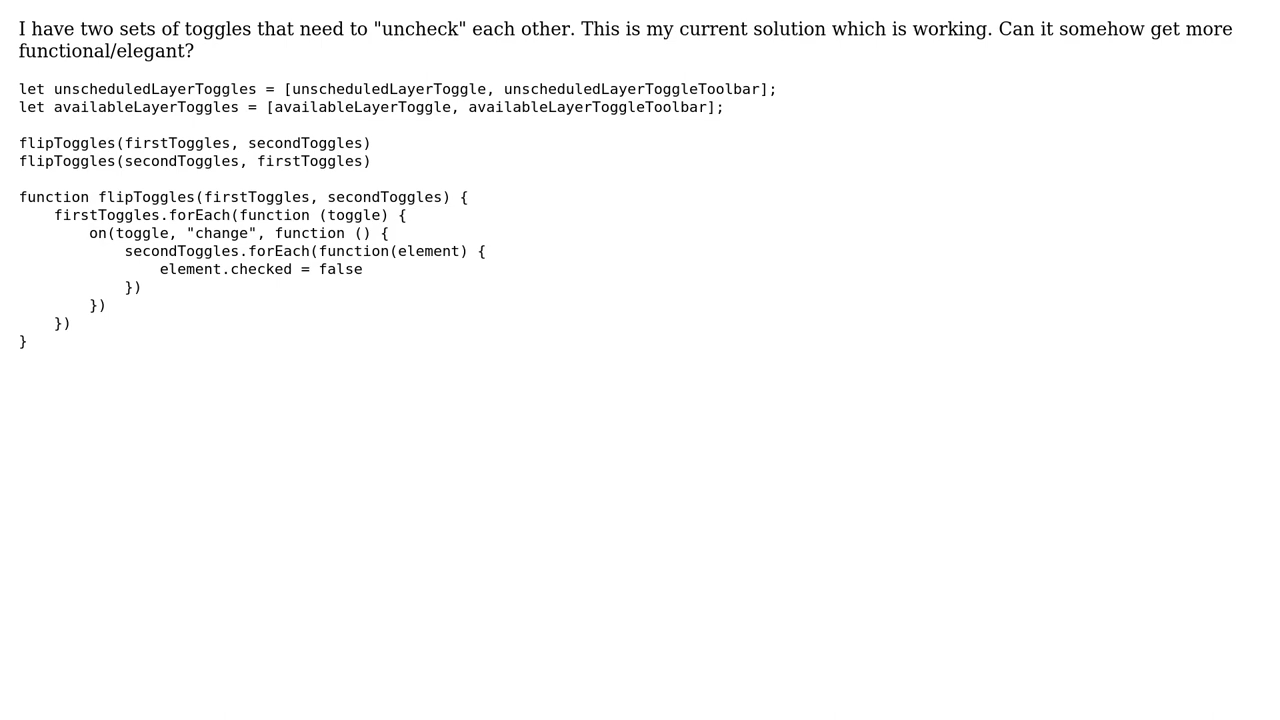 I have two sets of toggles that need to "uncheck" each other. This is my current solution which is working. Can it somehow get more
functional/elegant?
let unscheduledLayerToggles = [unscheduledLayerToggle, unscheduledLayerToggleToolbar];
let availableLayerToggles = [availableLayerToggle, availableLayerToggleToolbar];
flipToggles(firstToggles, secondToggles)
flipToggles(secondToggles, firstToggles)
function flipToggles(firstToggles, secondToggles) {
    firstToggles.forEach(function (toggle) {
        on(toggle, "change", function () {
            secondToggles.forEach(function(element) {
                element.checked = false
            })
        })
    })
}